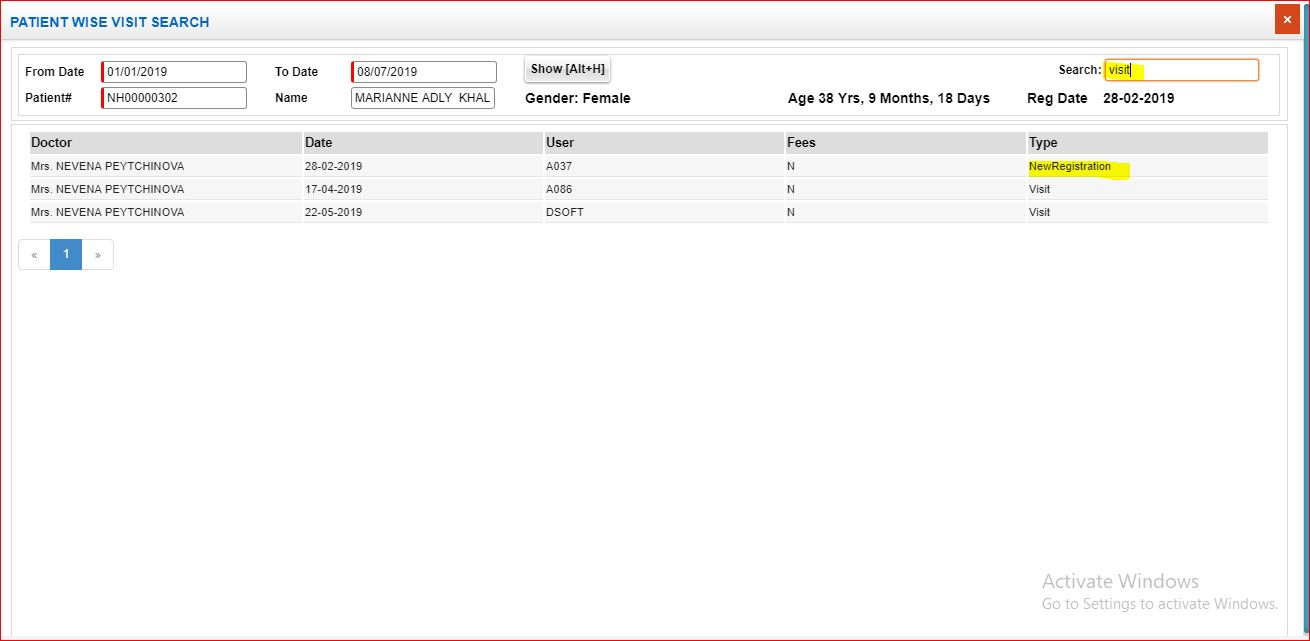 PATIENT WISE VISIT SEARCH ×
From Date 01/01/2019 To Date 08/07/2019 Show [Alt+H] Search: visit
Patient# NH00000302 Name MARIANNE ADLY KHAL Gender: Female Age 38 Yrs, 9 Months, 18 Days Reg Date 28-02-2019
Doctor Date User Fees Type
Mrs. NEVENA PEYTCHINOVA 28-02-2019 A037 N NewRegistration
Mrs. NEVENA PEYTCHINOVA 17-04-2019 A086 N Visit
Mrs. NEVENA PEYTCHINOVA 22-05-2019 DSOFT N Visit
« 1 »
Activate Windows
Go to Settings to activate Windows.